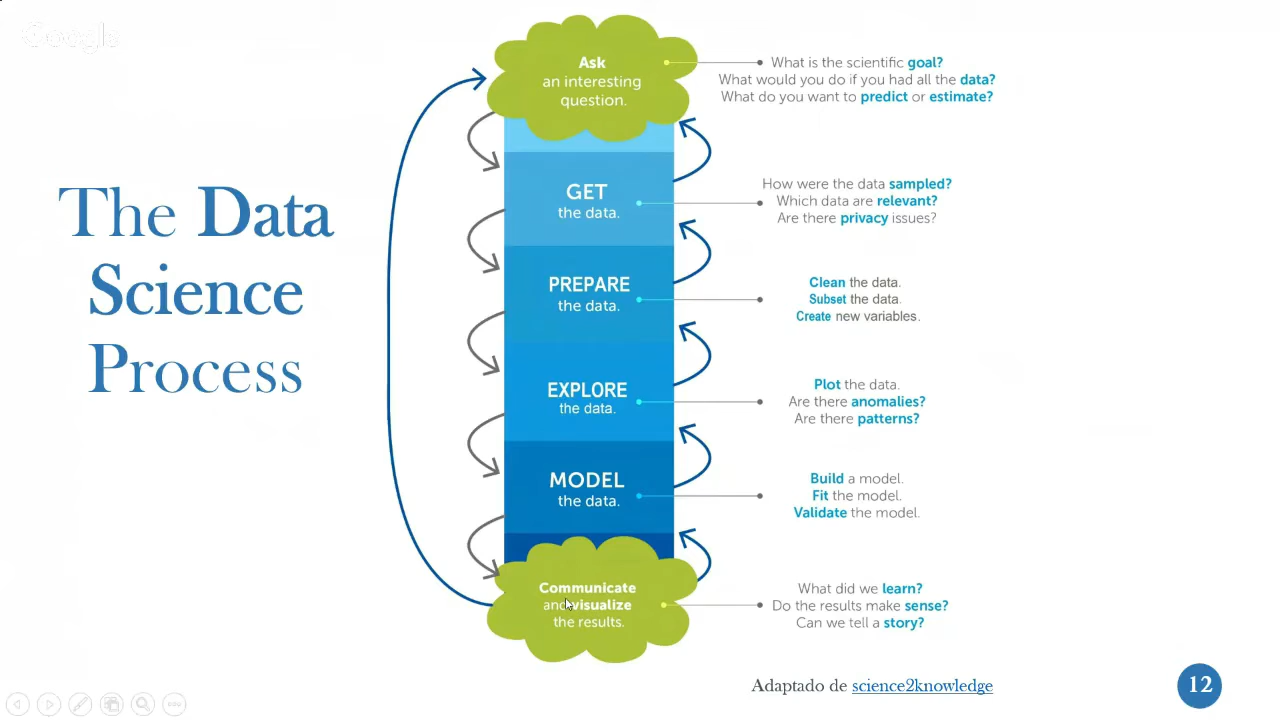 Google
The Data
Science
Process
Ask
an interesting
question.
What is the scientific goal?
What would you do if you had all the data?
What do you want to predict or estimate?
GET
the data.
How were the data sampled?
Which data are relevant?
Are there privacy issues?
PREPARE
the data.
Clean the data.
Subset the data.
Create new variables.
EXPLORE
the data.
Plot the data.
Are there anomalies?
Are there patterns?
MODEL
the data.
Build a model.
Fit the model.
Validate the model.
Communicate
and visualize
the results.
What did we learn?
Do the results make sense?
Can we tell a story?
Adaptado de science2knowledge
12